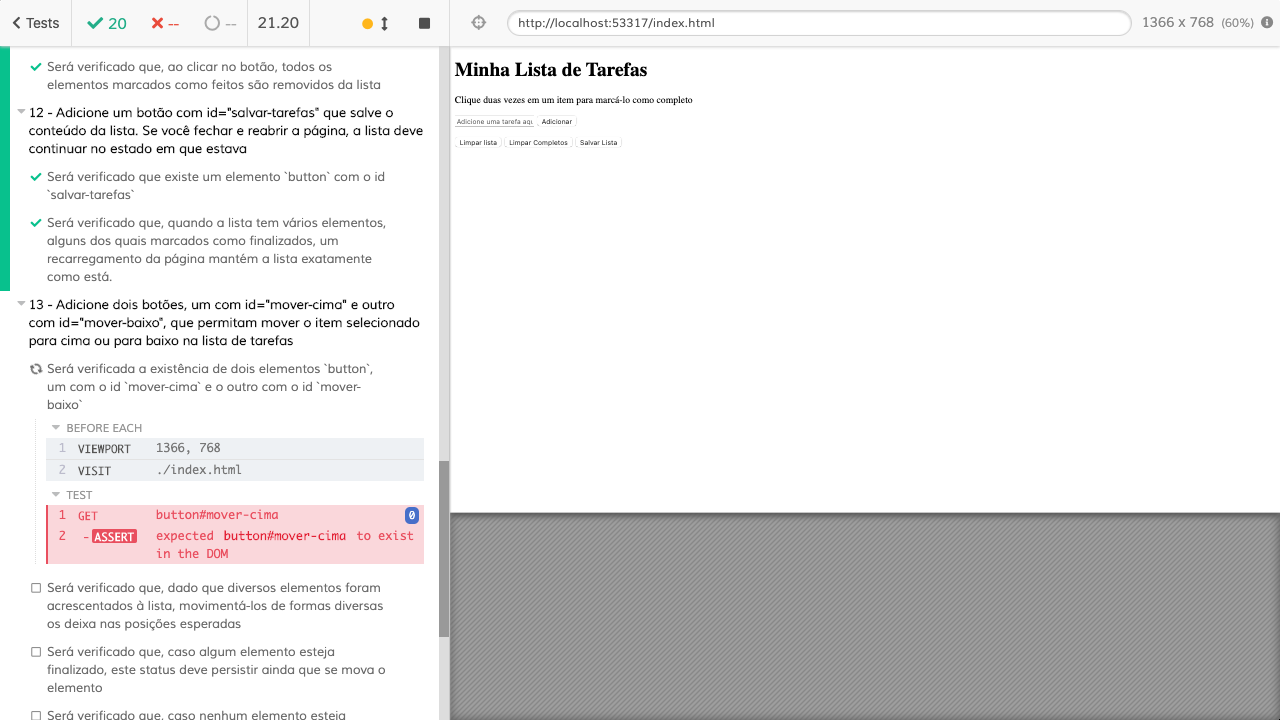 Tests
20
--
--
21.20
http://localhost:53317/index.html
1366 x 768 (60%)
Será verificado que, ao clicar no botão, todos os
elementos marcados como feitos são removidos da lista
12 - Adicione um botão com id="salvar-tarefas" que salve o
conteúdo da lista. Se você fechar e reabrir a página, a lista deve
continuar no estado em que estava
Será verificado que existe um elemento `button` com o id
`salvar-tarefas`
Será verificado que, quando a lista tem vários elementos,
alguns dos quais marcados como finalizados, um
recarregamento da página mantém a lista exatamente
como está.
13 - Adicione dois botões, um com id="mover-cima" e outro
com id="mover-baixo", que permitam mover o item selecionado
para cima ou para baixo na lista de tarefas
Será verificada a existência de dois elementos `button`,
um com o id `mover-cima` e o outro com o id `mover-
baixo`
BEFORE EACH
1 VIEWPORT 1366, 768
2 VISIT ./index.html
TEST
1 GET button#mover-cima 0
2 -ASSERT expected button#mover-cima to exist
in the DOM
Será verificado que, dado que diversos elementos foram
acrescentados à lista, movimentá-los de formas diversas
os deixa nas posições esperadas
Será verificado que, caso algum elemento esteja
finalizado, este status deve persistir ainda que se mova o
elemento
Será verificado que, caso nenhum elemento esteja
Minha Lista de Tarefas
Clique duas vezes em um item para marcá-lo como completo
Adicione uma tarefa aqu Adicionar
Limpar lista Limpar Completos Salvar Lista